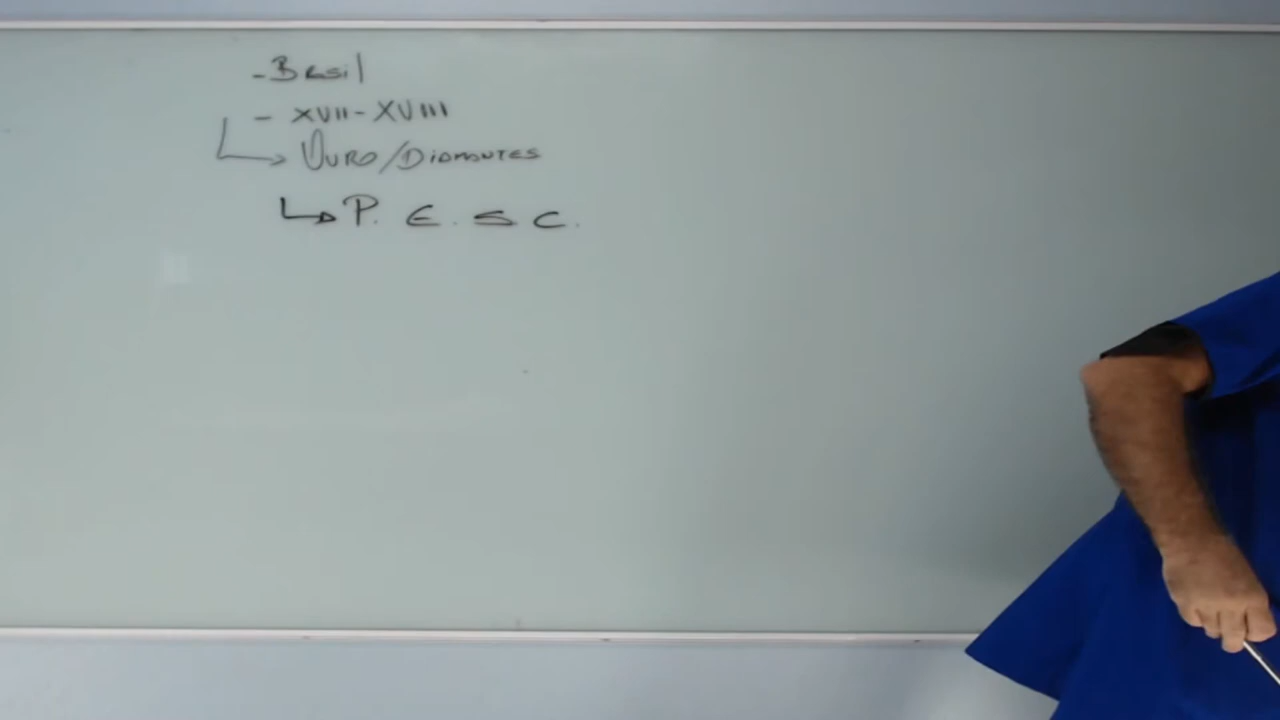 - Brasil
- XVII - XVIII
↳ OURO/DIAMANTES
↳ P. E. S C.